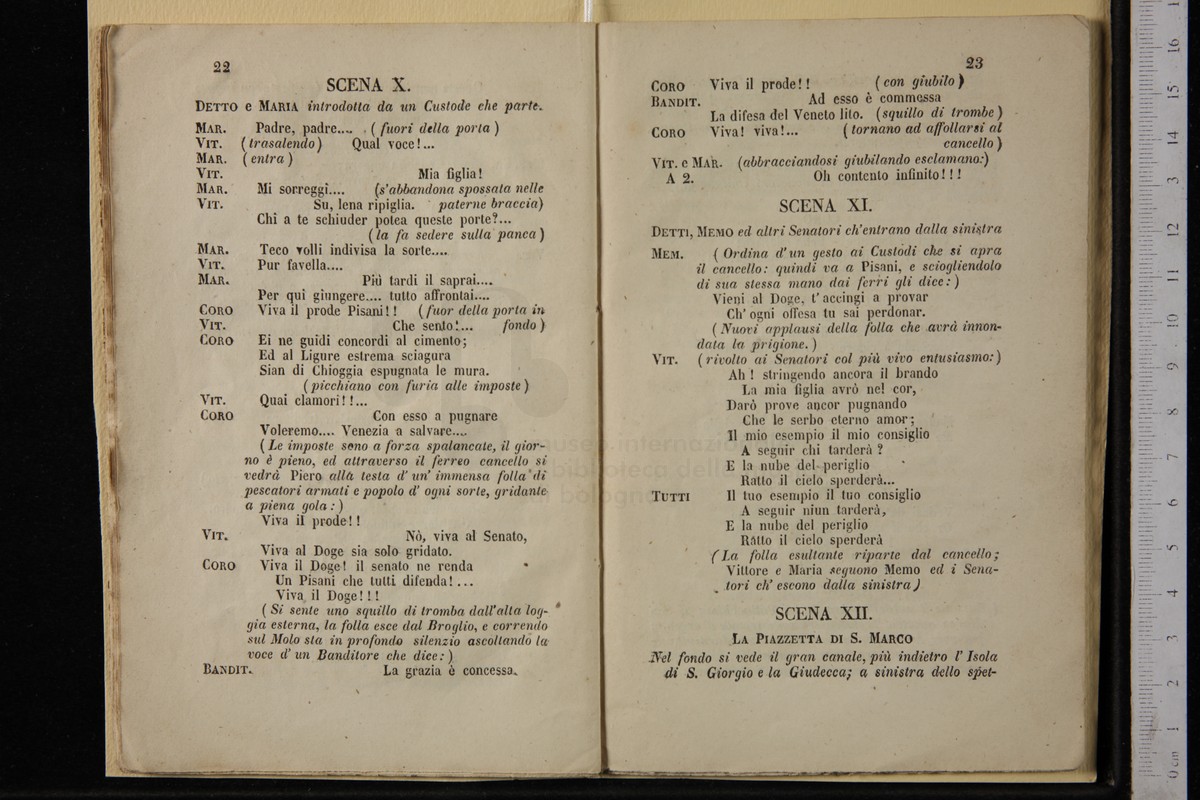 22
SCENA X.
DETTO e MARIA introdotta da un Custode che parte.
MAR. Padre, padre.... (fuori della porta)
VIT. (trasalendo) Qual voce!...
MAR. (entra)
VIT. Mia figlia!
MAR. Mi sorreggi.... (s'abbandona spossata nelle
VIT. Su, lena ripiglia. paterne braccia)
Chi a te schiuder potea queste porte?...
(la fa sedere sulla panca)
MAR. Teco volli indivisa la sorte....
VIT. Pur favella....
MAR. Più tardi il saprai....
Per qui giungere.... tutto affrontai....
CORO Viva il prode Pisani!! (fuor della porta in
VIT. Che sento!... fondo)
CORO Ei ne guidi concordi al cimento;
Ed al Ligure estrema sciagura
Sian di Chioggia espugnata le mura.
(picchiano con furia alle imposte)
VIT. Quai clamori!!...
CORO Con esso a pugnare
Voleremo.... Venezia a salvare....
(Le imposte sono a forza spalancate, il gior-
no è pieno, ed attraverso il ferreo cancello si
vedrà Piero alla testa d'un' immensa folla di
pescatori armati e popolo d' ogni sorte, gridante
a piena gola:)
Viva il prode!!
VIT. Nò, viva al Senato,
Viva al Doge sia solo gridato.
CORO Viva il Doge! il senato ne renda
Un Pisani che tutti difenda!...
Viva il Doge!!!
(Si sente uno squillo di tromba dall'alta log-
gia esterna, la folla esce dal Broglio, e correndo
sul Molo sta in profondo silenzio ascoltando la
voce d' un Banditore che dice:)
BANDIT. La grazia è concessa.
23
CORO Viva il prode!! (con giubilo)
BANDIT. Ad esso è commessa
La difesa del Veneto lito. (squillo di trombe)
CORO Viva! viva!... (tornano ad affollarsi al
cancello)
VIT. e MAR. (abbracciandosi giubilando esclamano:)
A 2. Oh contento infinito!!!
SCENA XI.
DETTI, MEMO ed altri Senatori ch'entrano dalla sinistra
MEM. (Ordina d'un gesto ai Custodi che si apra
il cancello: quindi va a Pisani, e sciogliendolo
di sua stessa mano dai ferri gli dice:)
Vieni al Doge, t'accingi a provar
Ch' ogni offesa tu sai perdonar.
(Nuovi applausi della folla che avrà innon-
data la prigione.)
VIT. (rivolto ai Senatori col più vivo entusiasmo:)
Ah! stringendo ancora il brando
La mia figlia avrò nel cor,
Darò prove ancor pugnando
Che le serbo eterno amor;
Il mio esempio il mio consiglio
A seguir chi tarderà?
E la nube del periglio
Ratto il cielo sperderà...
TUTTI Il tuo esempio il tuo consiglio
A seguir niun tarderà,
E la nube del periglio
Ratto il cielo sperderà
(La folla esultante riparte dal cancello;
Vittore e Maria seguono Memo ed i Sena-
tori ch' escono dalla sinistra)
SCENA XII.
LA PIAZZETTA DI S. MARCO
Nel fondo si vede il gran canale, più indietro l' Isola
di S. Giorgio e la Giudecca; a sinistra dello spet-